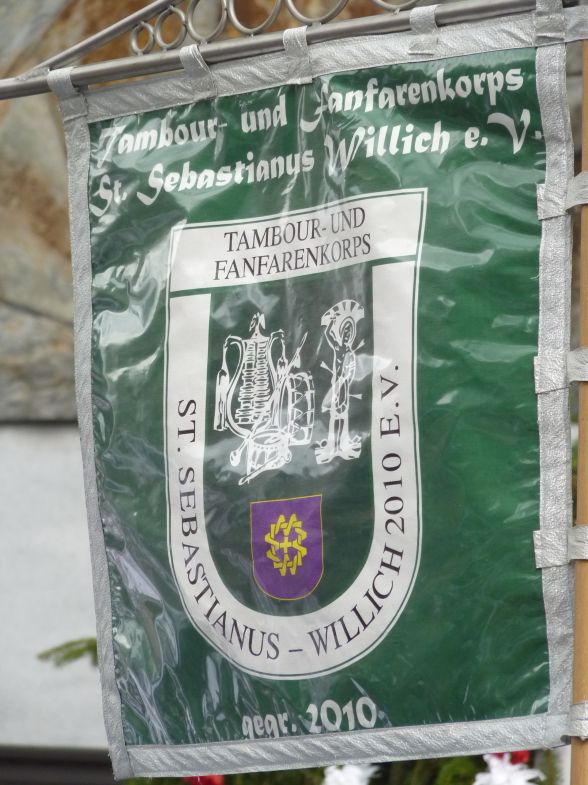 Tambour- und Fanfarenkorps
St. Sebastianus Willich e.V.
TAMBOUR- UND
FANFARENKORPS
ST. SEBASTIANUS – WILLICH 2010 E.V.
gegr. 2010